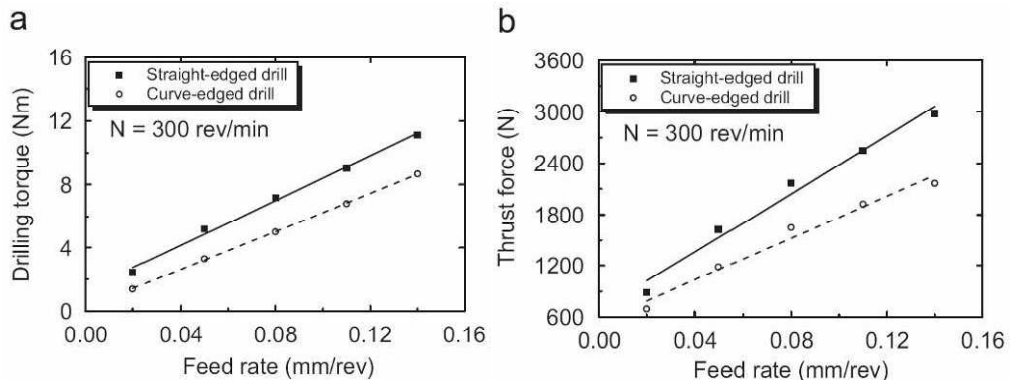 a
16
12
8
4
0
Drilling torque (Nm)
Straight-edged drill
Curve-edged drill
N = 300 rev/min
0.00 0.04 0.08 0.12 0.16
Feed rate (mm/rev)
b
3600
3000
2400
1800
1200
600
Thrust force (N)
Straight-edged drill
Curve-edged drill
N = 300 rev/min
0.00 0.04 0.08 0.12 0.16
Feed rate (mm/rev)